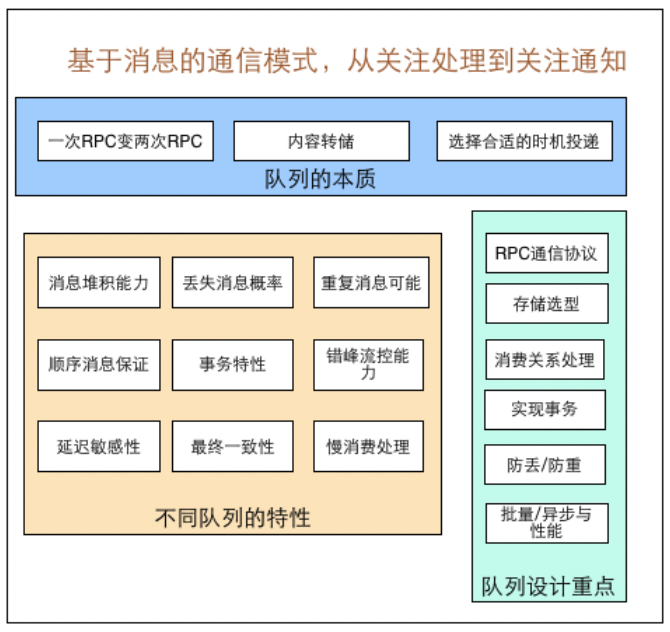 基于消息的通信模式，从关注处理到关注通知
一次RPC变两次RPC
内容转储
选择合适的时机投递
队列的本质
消息堆积能力
丢失消息概率
重复消息可能
顺序消息保证
事务特性
错峰流控能
力
延迟敏感性
最终一致性
慢消费处理
不同队列的特性
RPC通信协议
存储选型
消费关系处理
实现事务
防丢/防重
批量/异步与
性能
队列设计重点